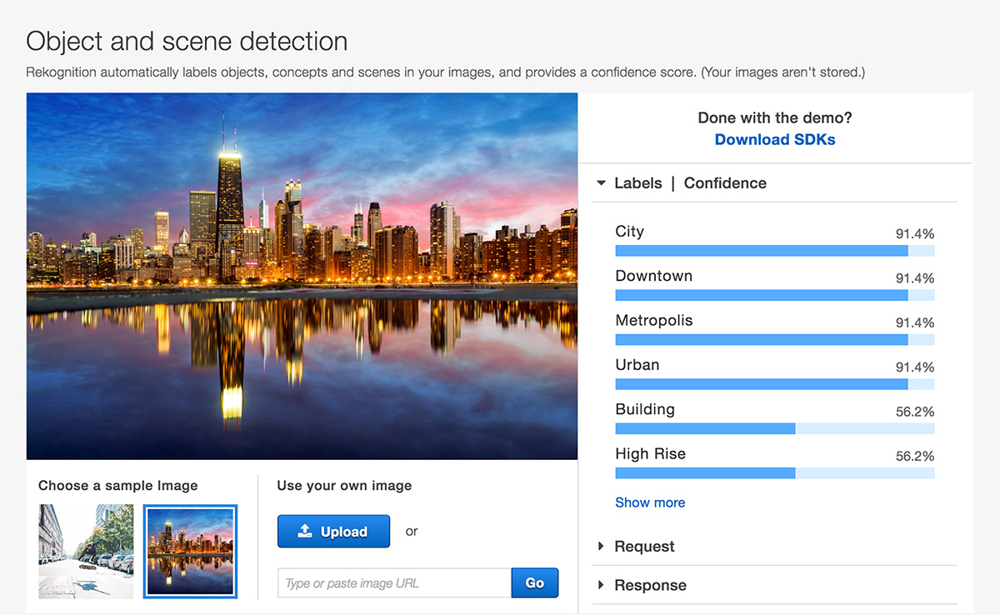 Object and scene detection
Rekognition automatically labels objects, concepts and scenes in your images, and provides a confidence score. (Your images aren't stored.)
Done with the demo?
Download SDKs
Labels | Confidence
City 91.4%
Downtown 91.4%
Metropolis 91.4%
Urban 91.4%
Building 56.2%
High Rise 56.2%
Show more
Request
Response
Choose a sample Image
Use your own image
Upload or
Type or paste image URL Go